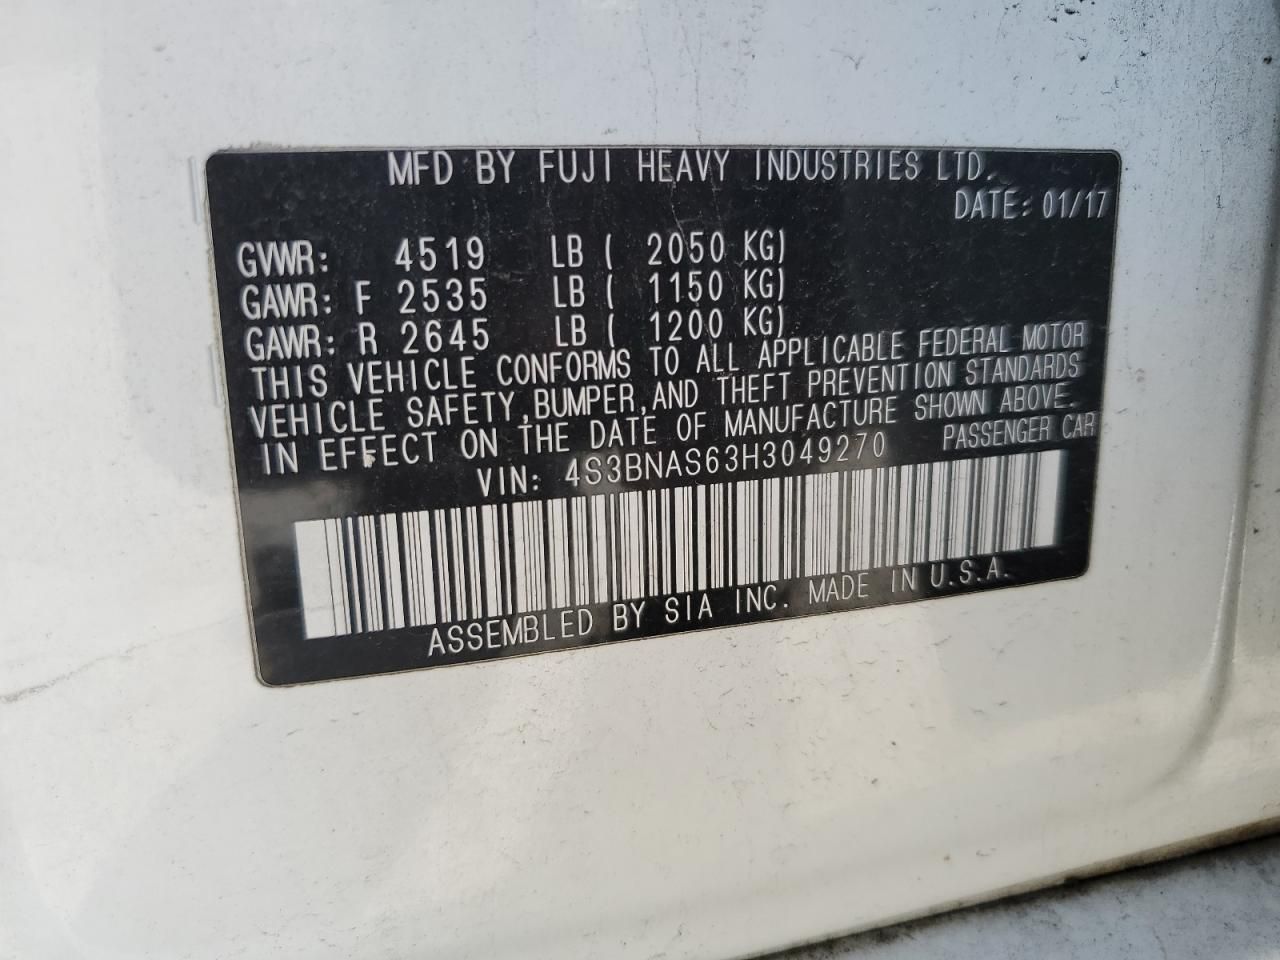 MFD BY FUJI HEAVY INDUSTRIES LTD.
DATE: 01/17
GVWR: 4519 LB ( 2050 KG)
GAWR: F 2535 LB ( 1150 KG)
GAWR: R 2645 LB ( 1200 KG)
THIS VEHICLE CONFORMS TO ALL APPLICABLE FEDERAL MOTOR
VEHICLE SAFETY, BUMPER, AND THEFT PREVENTION STANDARDS
IN EFFECT ON THE DATE OF MANUFACTURE SHOWN ABOVE.
VIN: 4S3BNAS63H3049270 PASSENGER CAR
ASSEMBLED BY SIA INC. MADE IN U.S.A.